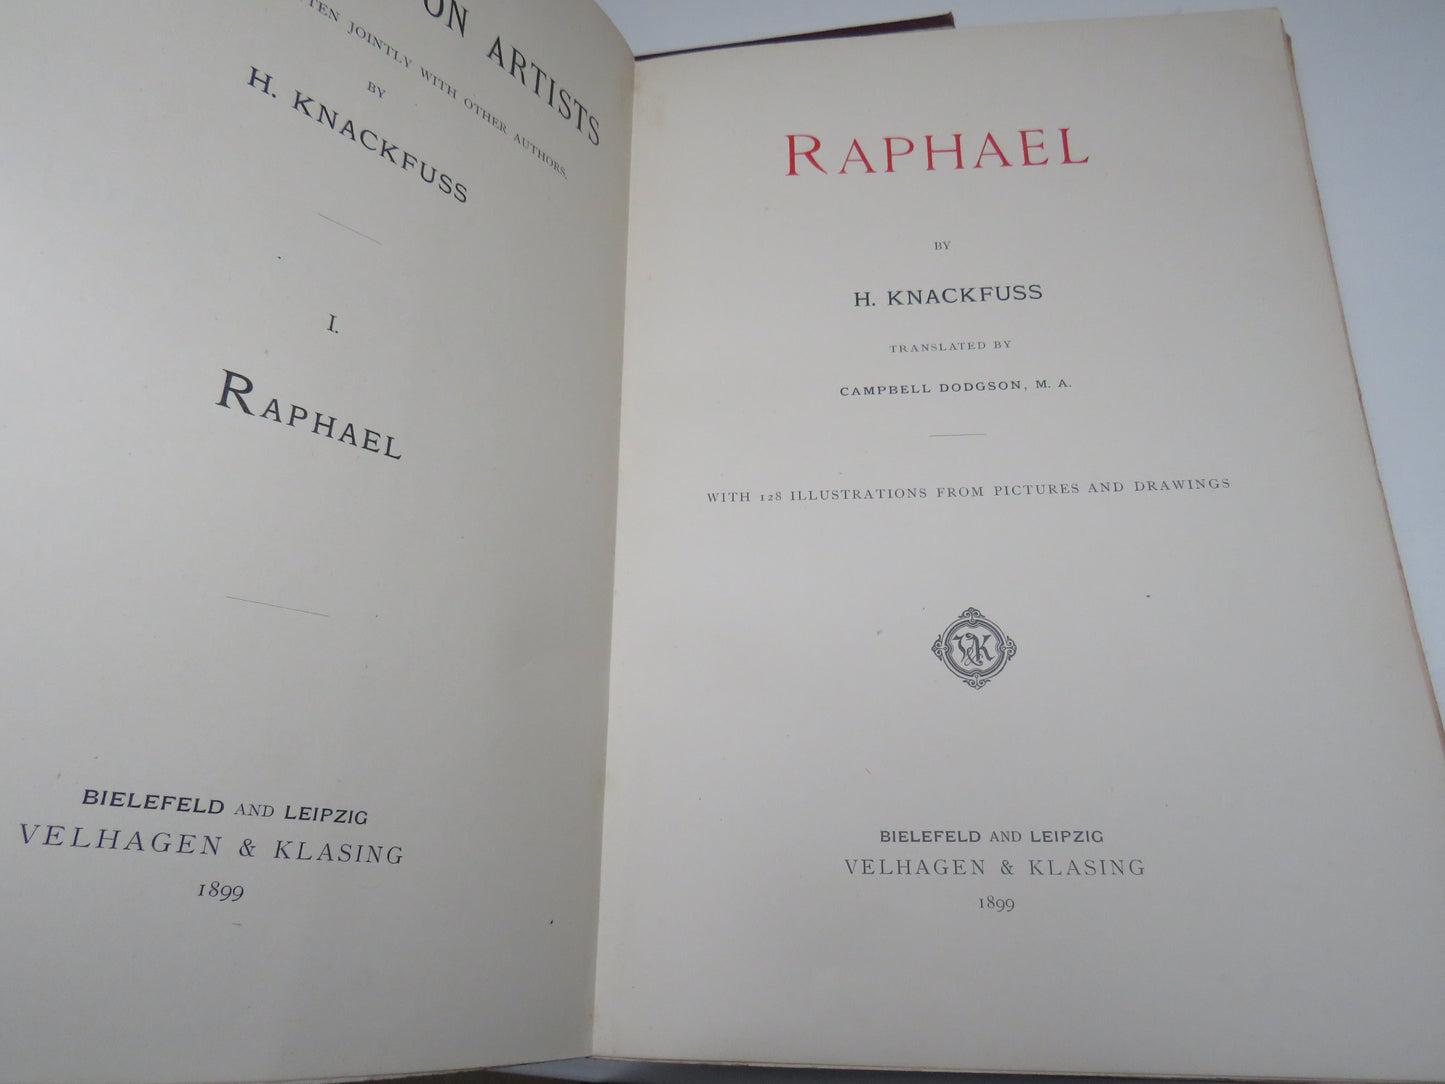 ON ARTISTS
JOINTLY WITH OTHER AUTHORS.
BY
H. KNACKFUSS
I.
RAPHAEL
BIELEFELD AND LEIPZIG
VELHAGEN & KLASING
1899
RAPHAEL
BY
H. KNACKFUSS
TRANSLATED BY
CAMPBELL DODGSON, M. A.
WITH 128 ILLUSTRATIONS FROM PICTURES AND DRAWINGS
V&K
BIELEFELD AND LEIPZIG
VELHAGEN & KLASING
1899